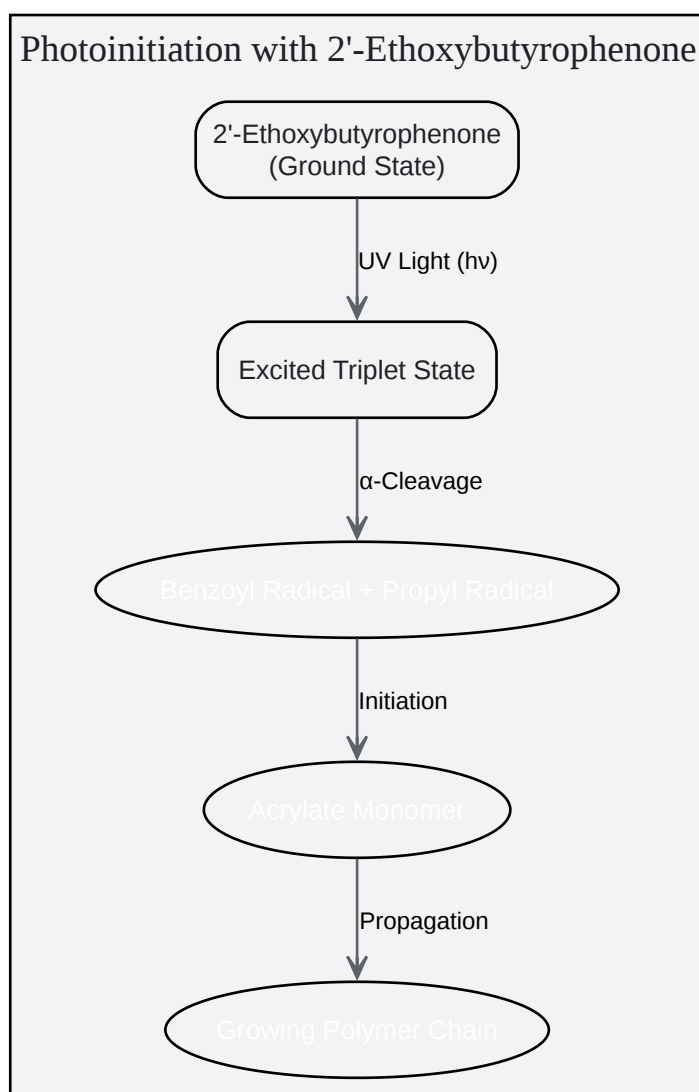 Photoinitiation with 2'-Ethoxybutyrophenone
2'-Ethoxybutyrophenone
(Ground State)
UV Light (hν)
Excited Triplet State
α-Cleavage
Benzoyl Radical + Propyl Radical
Initiation
Acrylate Monomer
Propagation
Growing Polymer Chain